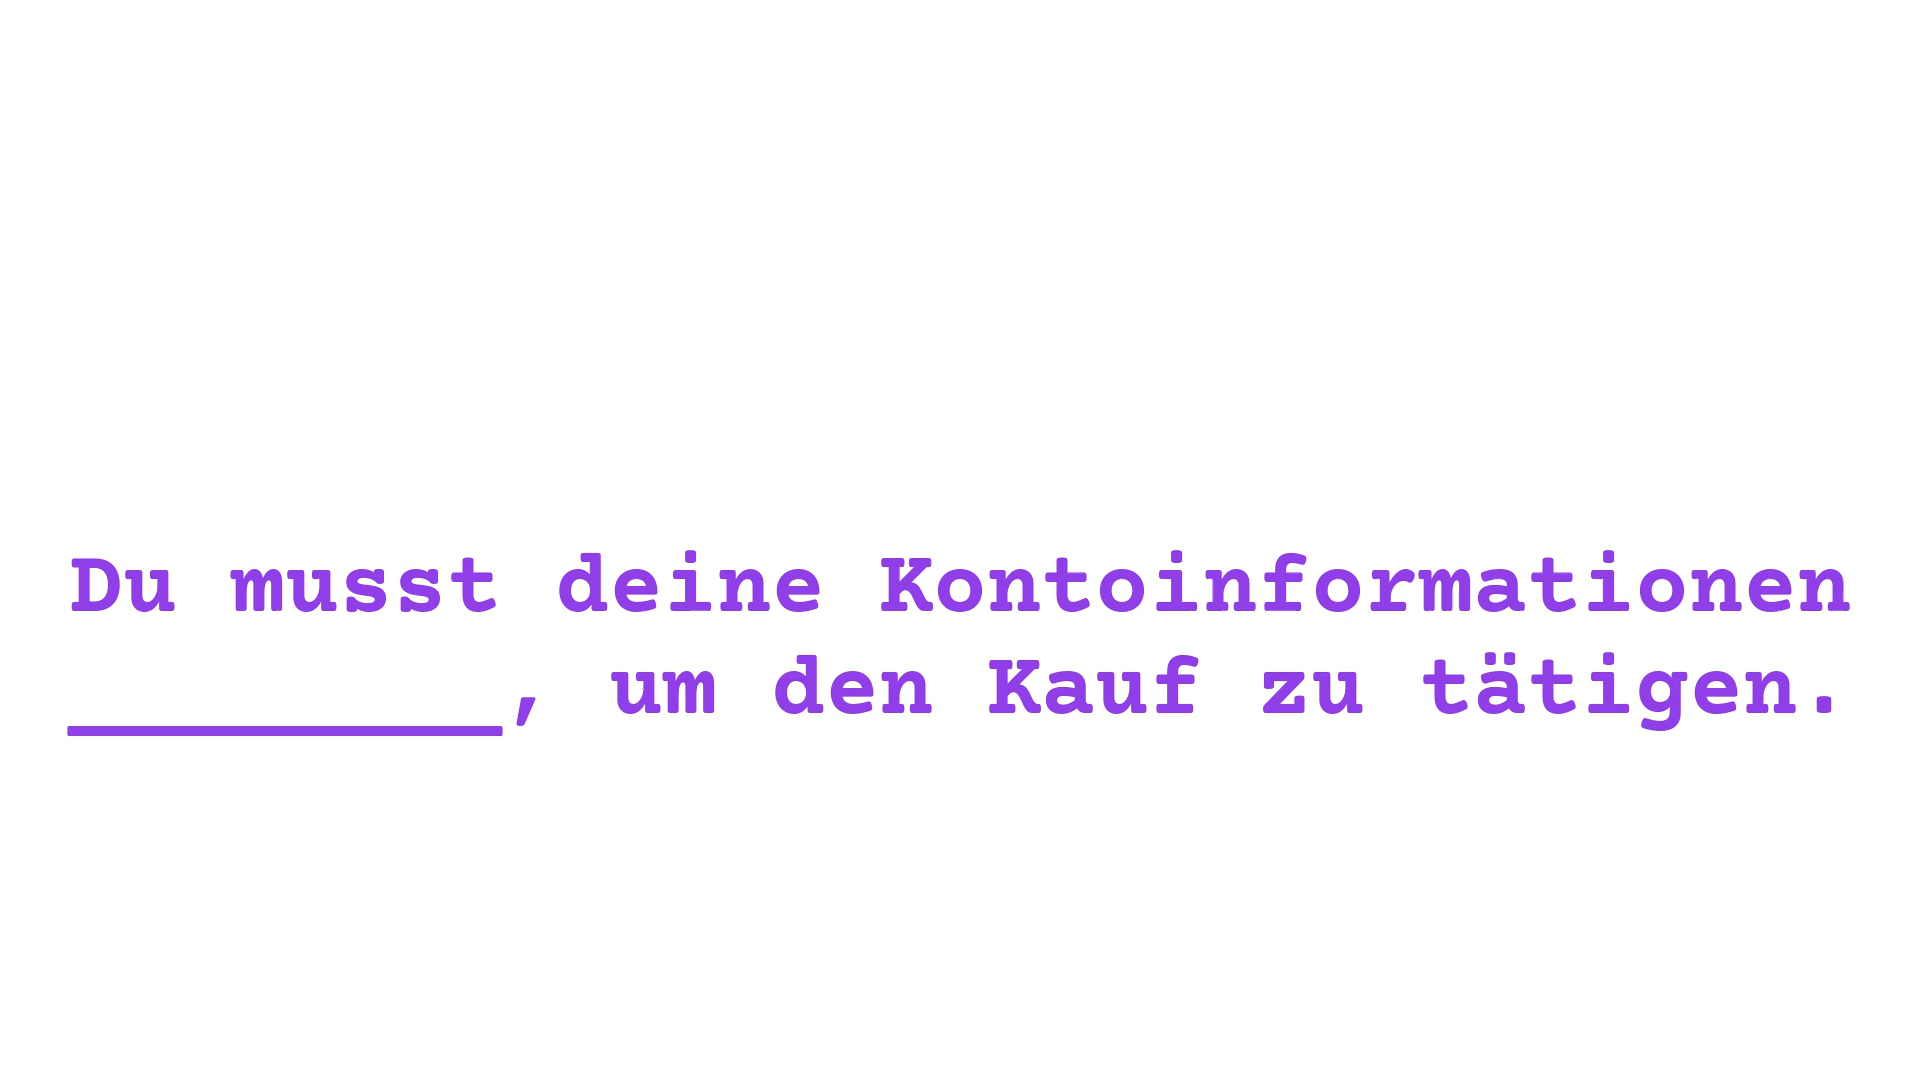 Du musst deine Kontoinformationen
________, um den Kauf zu tätigen.